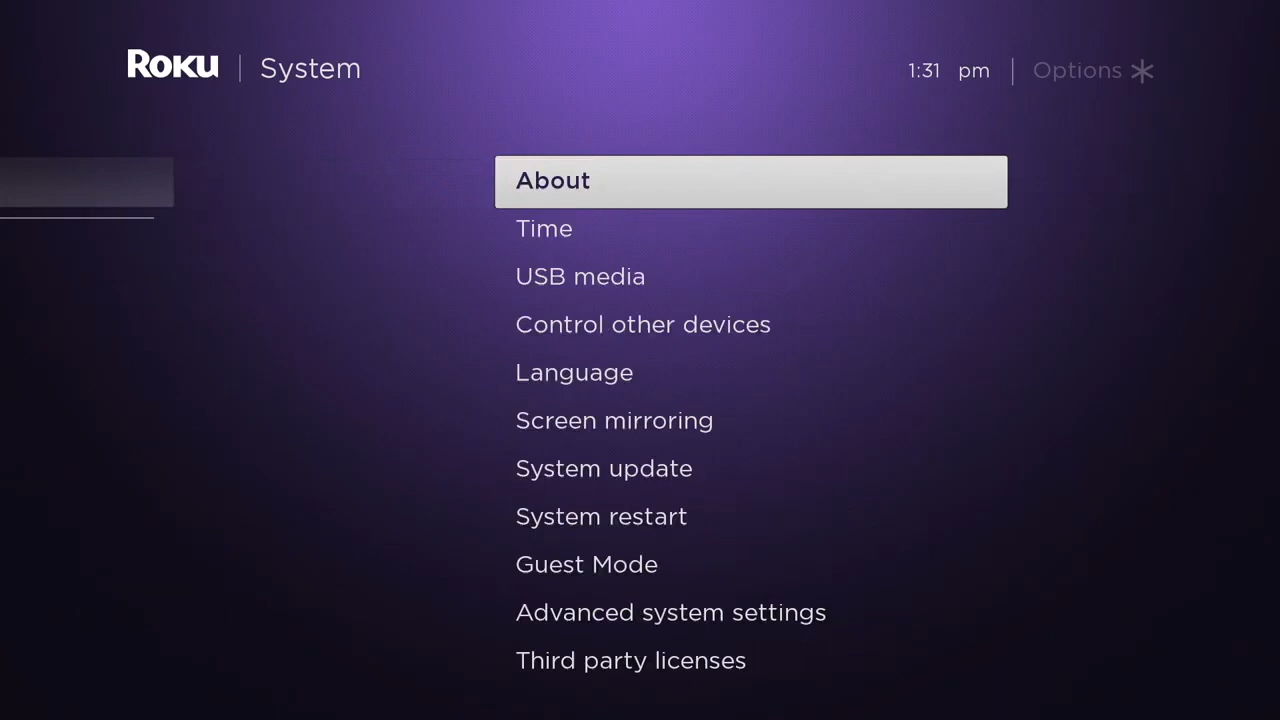 Roku | System
1:31 pm | Options
About
Time
USB media
Control other devices
Language
Screen mirroring
System update
System restart
Guest Mode
Advanced system settings
Third party licenses